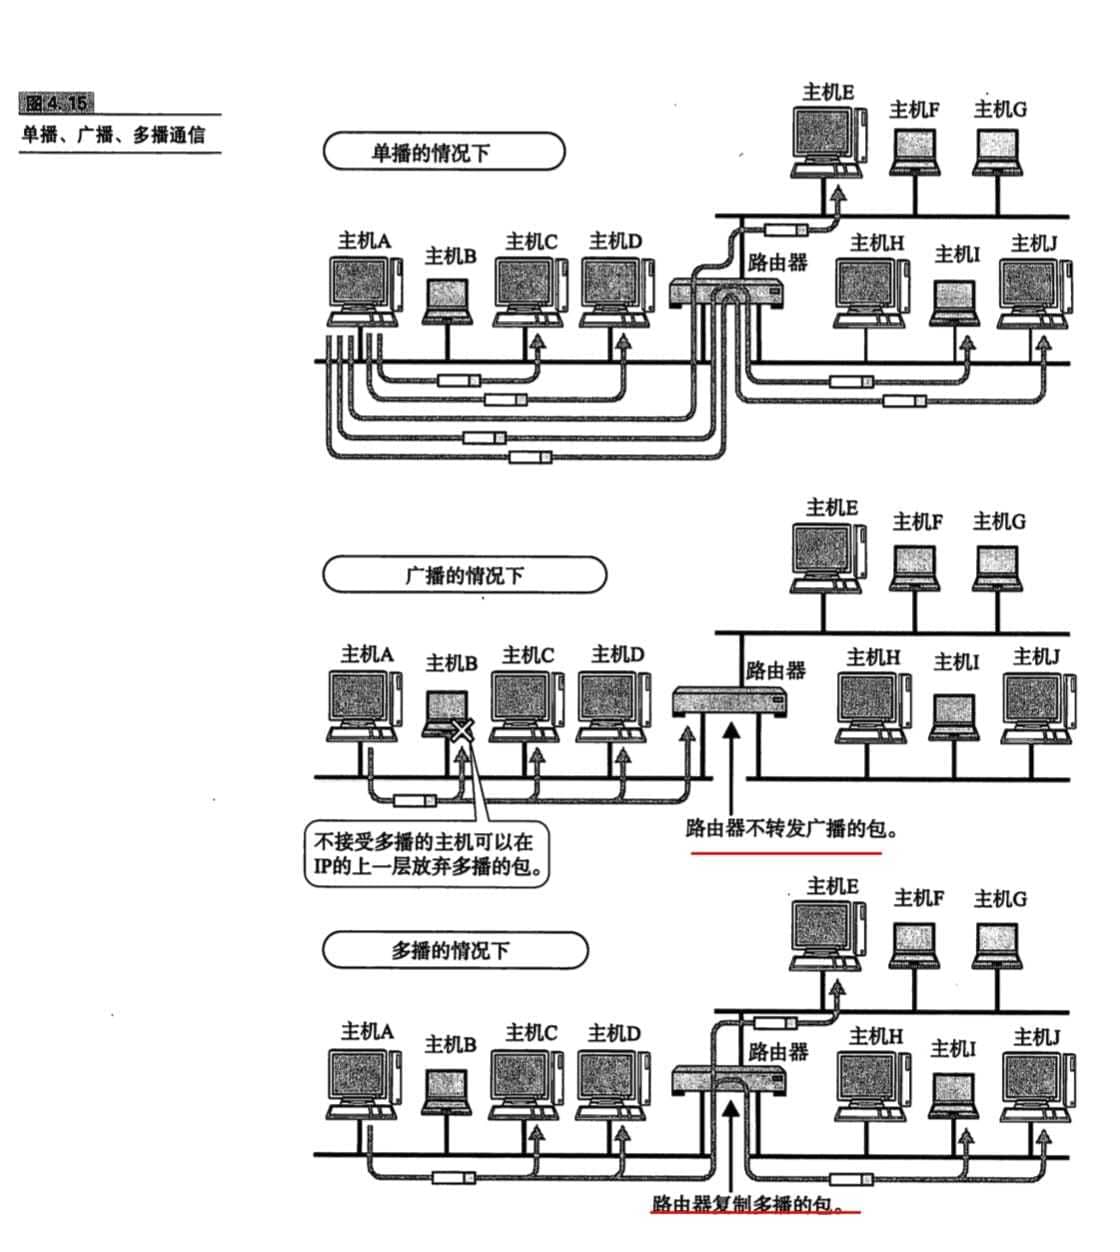 图4.15
单播、广播、多播通信
单播的情况下
主机E
主机F
主机G
主机A
主机B
主机C
主机D
路由器
主机H
主机I
主机J
广播的情况下
主机E
主机F
主机G
主机A
主机B
主机C
主机D
路由器
主机H
主机I
主机J
不接受多播的主机可以在
IP的上一层放弃多播的包。
路由器不转发广播的包。
多播的情况下
主机E
主机F
主机G
主机A
主机B
主机C
主机D
路由器
主机H
主机I
主机J
路由器复制多播的包。